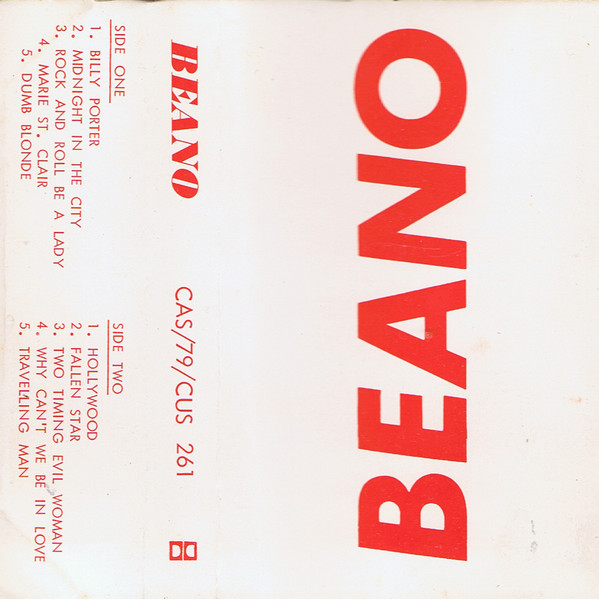 BEANO
BEANO
CAS/79/CUS 261
SIDE ONE
1. BILLY PORTER
2. MIDNIGHT IN THE CITY
3. ROCK AND ROLL BE A LADY
4. MARIE ST. CLAIR
5. DUMB BLONDE
SIDE TWO
1. HOLLYWOOD
2. FALLEN STAR
3. TWO TIMING EVIL WOMAN
4. WHY CAN'T WE BE IN LOVE
5. TRAVELLING MAN